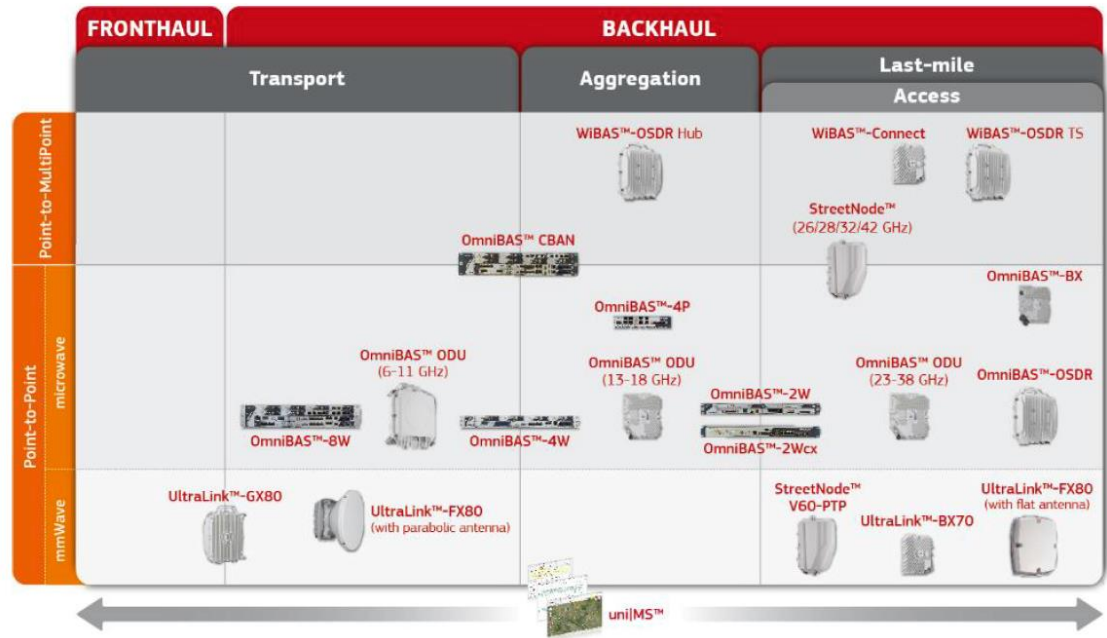 FRONTHAUL
BACKHAUL
Transport
Aggregation
Last-mile
Access
Point-to-MultiPoint
WiBAS™-OSDR Hub
WiBAS™-Connect
WiBAS™-OSDR TS
StreetNode™
(26/28/32/42 GHz)
OmniBAS™ CBAN
Point-to-Point
microwave
OmniBAS™-BX
OmniBAS™-4P
OmniBAS™ ODU
(6-11 GHz)
OmniBAS™ ODU
(13-18 GHz)
OmniBAS™ ODU
(23-38 GHz)
OmniBAS™-OSDR
OmniBAS™-2W
OmniBAS™-8W
OmniBAS™-4W
OmniBAS™-2Wcx
mmWave
UltraLink™-GX80
UltraLink™-FX80
(with parabolic antenna)
StreetNode™
V60-PTP
UltraLink™-BX70
UltraLink™-FX80
(with flat antenna)
uni|MS™